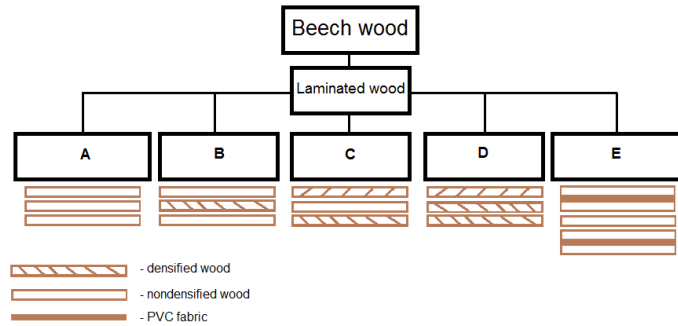 Beech wood
Laminated wood
A B C D E
- densified wood
- nondensified wood
- PVC fabric